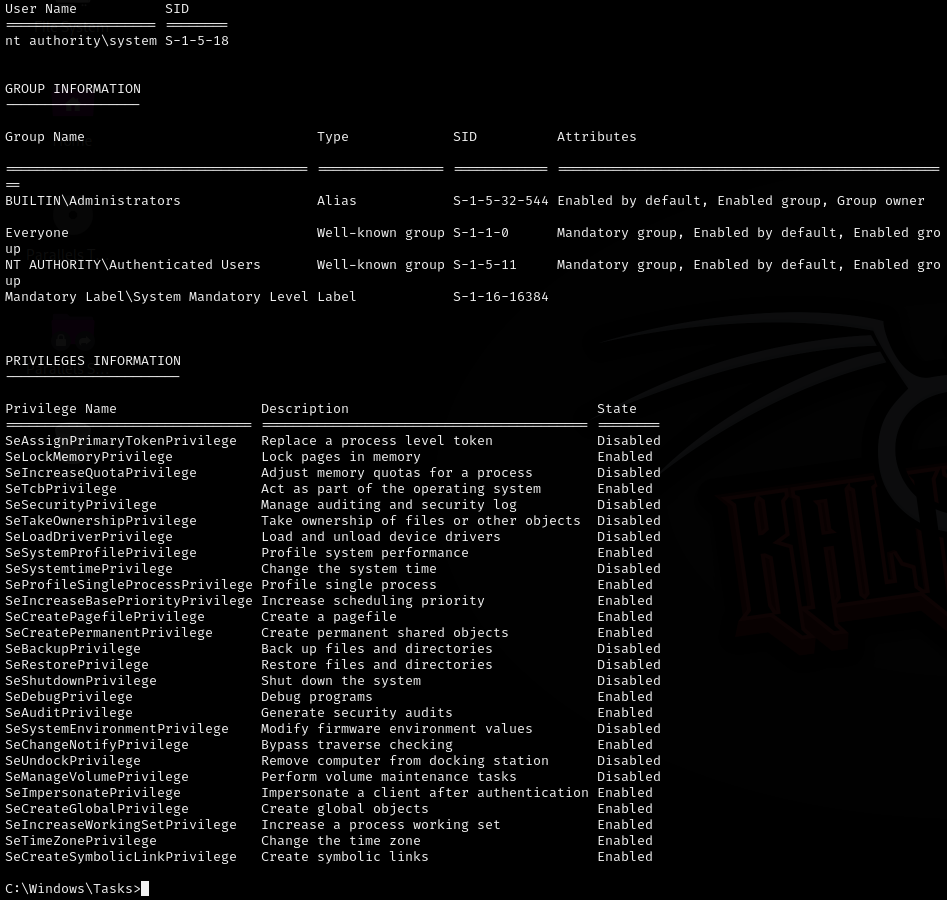 User Name           SID
=================== ========
nt authority\system S-1-5-18
GROUP INFORMATION
-----------------
Group Name                             Type             SID          Attributes
====================================== ================ ============ ================================================
==
BUILTIN\Administrators                 Alias            S-1-5-32-544 Enabled by default, Enabled group, Group owner
Everyone                               Well-known group S-1-1-0      Mandatory group, Enabled by default, Enabled gro
up
NT AUTHORITY\Authenticated Users       Well-known group S-1-5-11     Mandatory group, Enabled by default, Enabled gro
up
Mandatory Label\System Mandatory Level Label            S-1-16-16384
PRIVILEGES INFORMATION
----------------------
Privilege Name                  Description                               State
=============================== ========================================= ========
SeAssignPrimaryTokenPrivilege   Replace a process level token             Disabled
SeLockMemoryPrivilege           Lock pages in memory                      Enabled
SeIncreaseQuotaPrivilege        Adjust memory quotas for a process        Disabled
SeTcbPrivilege                  Act as part of the operating system       Enabled
SeSecurityPrivilege             Manage auditing and security log          Disabled
SeTakeOwnershipPrivilege        Take ownership of files or other objects  Disabled
SeLoadDriverPrivilege           Load and unload device drivers            Disabled
SeSystemProfilePrivilege        Profile system performance                Enabled
SeSystemtimePrivilege           Change the system time                    Disabled
SeProfileSingleProcessPrivilege Profile single process                    Enabled
SeIncreaseBasePriorityPrivilege Increase scheduling priority              Enabled
SeCreatePagefilePrivilege       Create a pagefile                         Enabled
SeCreatePermanentPrivilege      Create permanent shared objects           Enabled
SeBackupPrivilege               Back up files and directories             Disabled
SeRestorePrivilege              Restore files and directories             Disabled
SeShutdownPrivilege             Shut down the system                      Disabled
SeDebugPrivilege                Debug programs                            Enabled
SeAuditPrivilege                Generate security audits                  Enabled
SeSystemEnvironmentPrivilege    Modify firmware environment values        Disabled
SeChangeNotifyPrivilege         Bypass traverse checking                  Enabled
SeUndockPrivilege               Remove computer from docking station      Disabled
SeManageVolumePrivilege         Perform volume maintenance tasks          Disabled
SeImpersonatePrivilege          Impersonate a client after authentication Enabled
SeCreateGlobalPrivilege         Create global objects                     Enabled
SeIncreaseWorkingSetPrivilege   Increase a process working set            Enabled
SeTimeZonePrivilege             Change the time zone                      Enabled
SeCreateSymbolicLinkPrivilege   Create symbolic links                     Enabled
C:\Windows\Tasks>